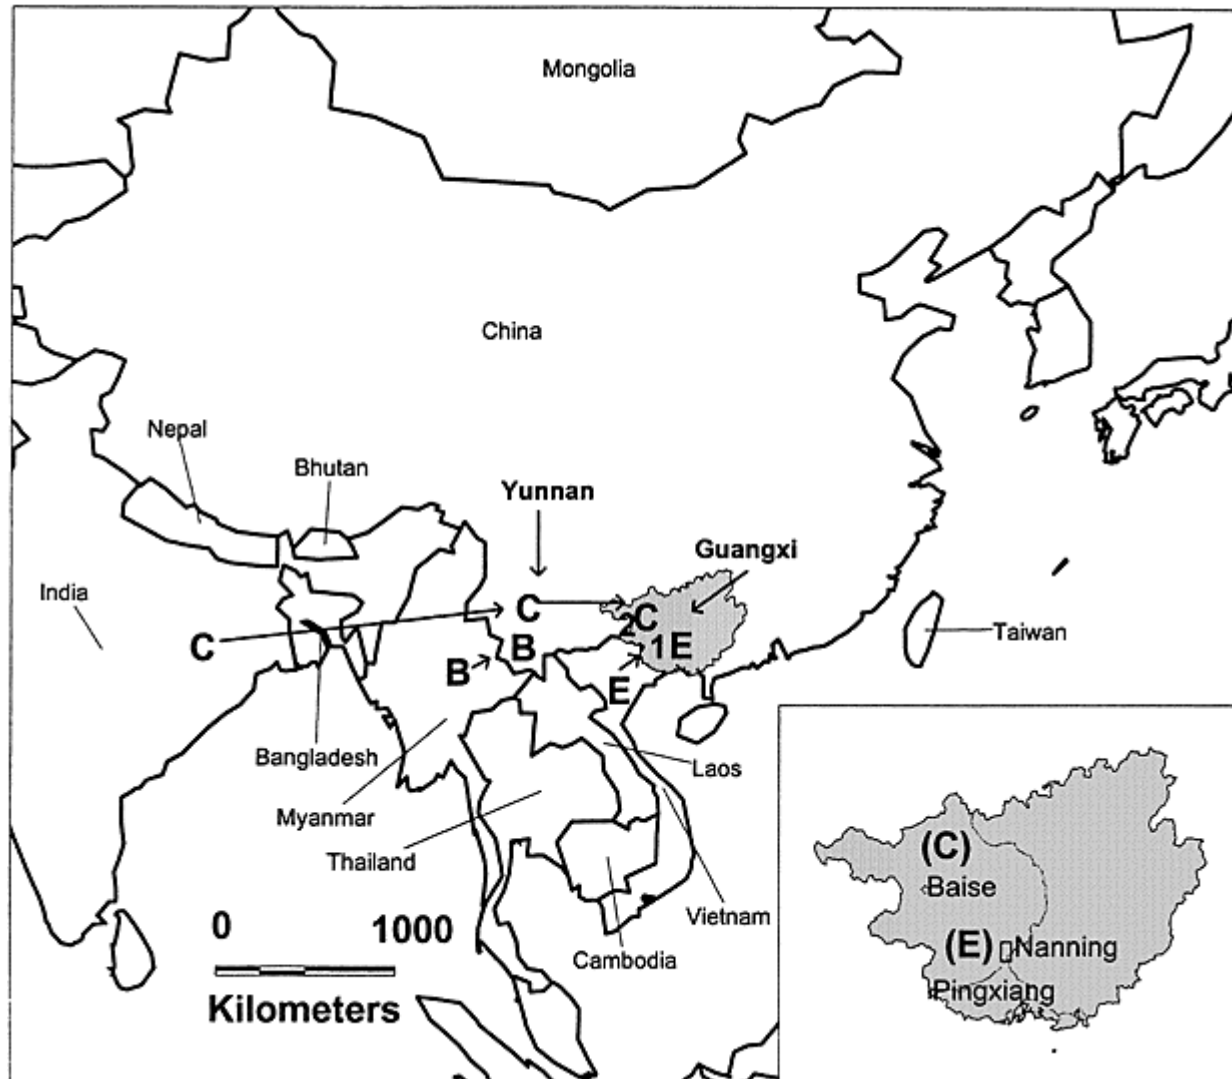 Mongolia
China
Nepal
Bhutan
Yunnan
Guangxi
India
C
C
2C
Taiwan
B
1E
B
E
Bangladesh
Laos
Myanmar
Thailand
Vietnam
Cambodia
0 1000
Kilometers
(C)
Baise
(E) Nanning
Pingxiang